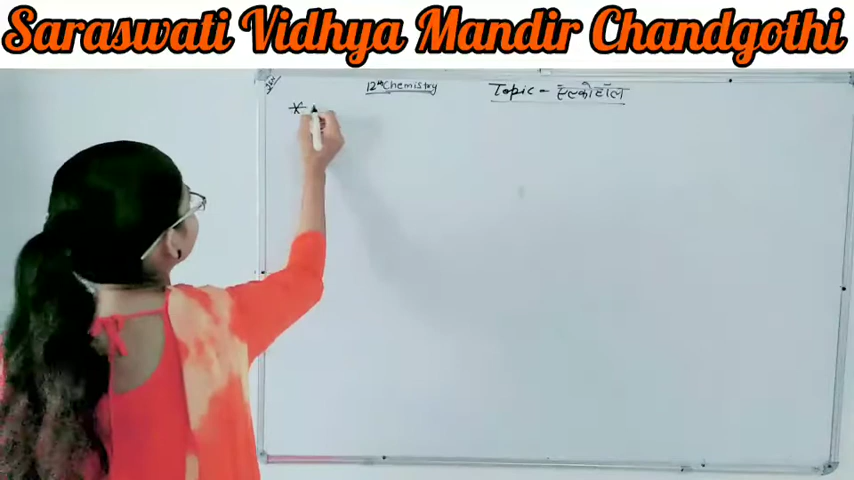 Saraswati Vidhya Mandir Chandgothi
12th Chemistry
Topic - एल्कोहॉल
*